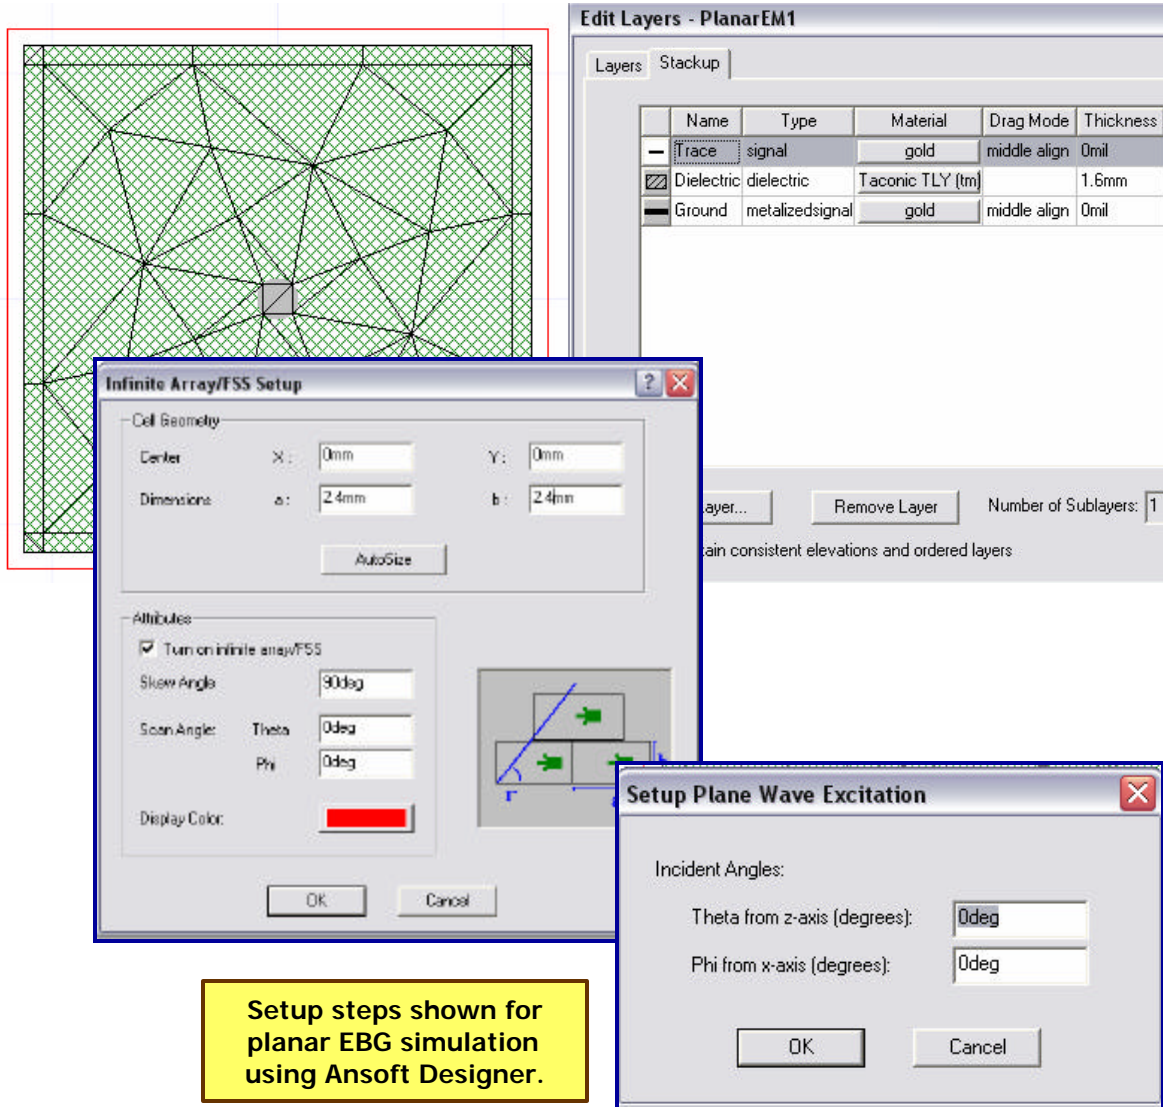 Edit Layers - PlanarEM1
Layers Stackup
Name Type Material Drag Mode Thickness
Trace signal gold middle align 0mil
Dielectric dielectric Taconic TLY (tm) 1.6mm
Ground metalizedsignal gold middle align 0mil
ayer... Remove Layer Number of Sublayers: 1
tain consistent elevations and ordered layers
Infinite Array/FSS Setup
Cell Geometry
Center X: 0mm Y: 0mm
Dimensions a: 2.4mm b: 2.4mm
AutoSize
Attributes
Turn on infinite array/FSS
Skew Angle 90deg
Scan Angle: Theta 0deg
Phi 0deg
Display Color:
r
OK Cancel
Setup Plane Wave Excitation
Incident Angles:
Theta from z-axis (degrees): 0deg
Phi from x-axis (degrees): 0deg
OK Cancel
Setup steps shown for
planar EBG simulation
using Ansoft Designer.